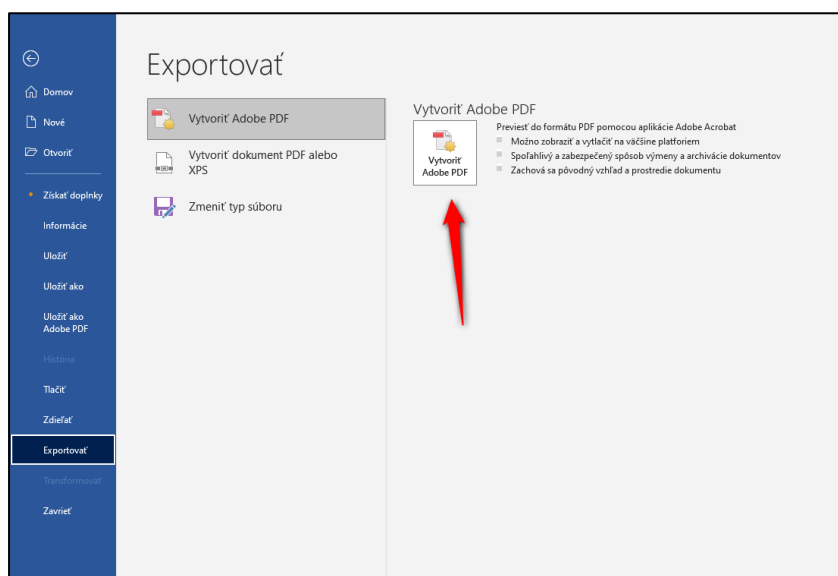 Exportovať
Domov
Nové
Otvoriť
Získať doplnky
Informácie
Uložiť
Uložiť ako
Uložiť ako
Adobe PDF
História
Tlačiť
Zdieľať
Exportovať
Transformovať
Zavrieť
Vytvoriť Adobe PDF
Vytvoriť dokument PDF alebo
XPS
Zmeniť typ súboru
Vytvoriť Adobe PDF
Vytvoriť
Adobe PDF
Previesť do formátu PDF pomocou aplikácie Adobe Acrobat
Možno zobraziť a vytlačiť na väčšine platforiem
Spoľahlivý a zabezpečený spôsob výmeny a archivácie dokumentov
Zachová sa pôvodný vzhľad a prostredie dokumentu